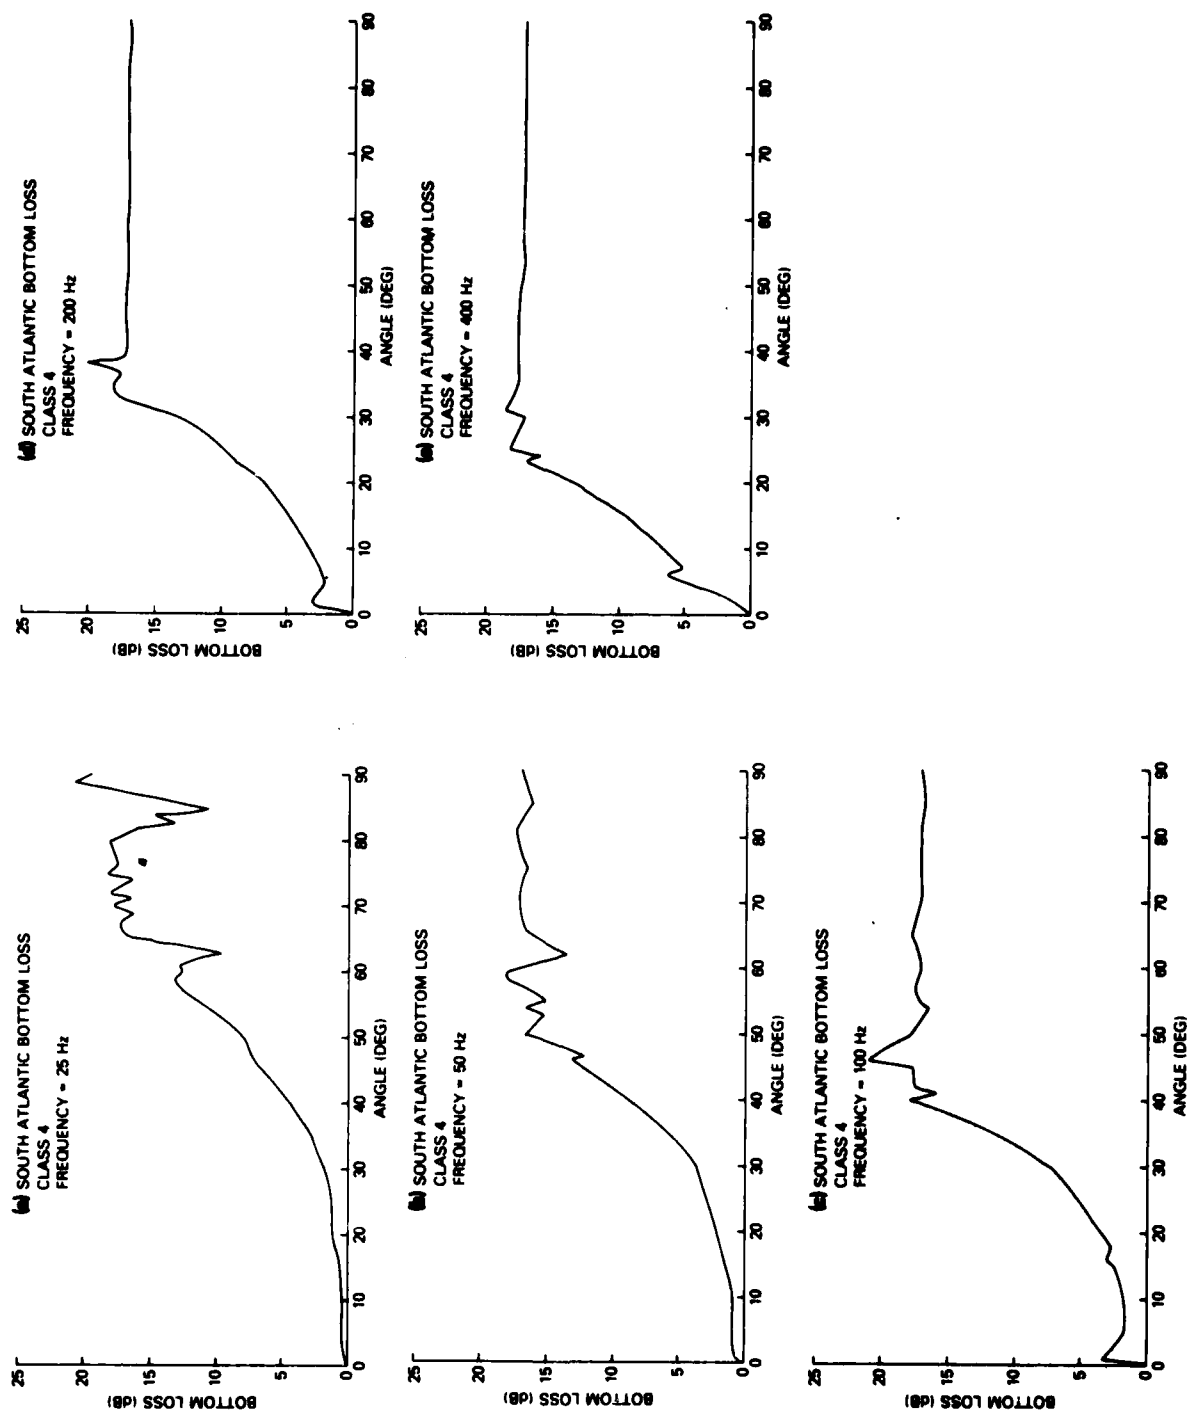 (a) SOUTH ATLANTIC BOTTOM LOSS
CLASS 4
FREQUENCY = 25 Hz
25
20
15
10
5
0
BOTTOM LOSS (dB)
0 10 20 30 40 50 60 70 80 90
ANGLE (DEG)
(b) SOUTH ATLANTIC BOTTOM LOSS
CLASS 4
FREQUENCY = 50 Hz
25
20
15
10
5
0
BOTTOM LOSS (dB)
0 10 20 30 40 50 60 70 80 90
ANGLE (DEG)
(c) SOUTH ATLANTIC BOTTOM LOSS
CLASS 4
FREQUENCY = 100 Hz
25
20
15
10
5
0
BOTTOM LOSS (dB)
0 10 20 30 40 50 60 70 80 90
ANGLE (DEG)
(d) SOUTH ATLANTIC BOTTOM LOSS
CLASS 4
FREQUENCY = 200 Hz
25
20
15
10
5
0
BOTTOM LOSS (dB)
0 10 20 30 40 50 60 70 80 90
ANGLE (DEG)
(e) SOUTH ATLANTIC BOTTOM LOSS
CLASS 4
FREQUENCY = 400 Hz
25
20
15
10
5
0
BOTTOM LOSS (dB)
0 10 20 30 40 50 60 70 80 90
ANGLE (DEG)